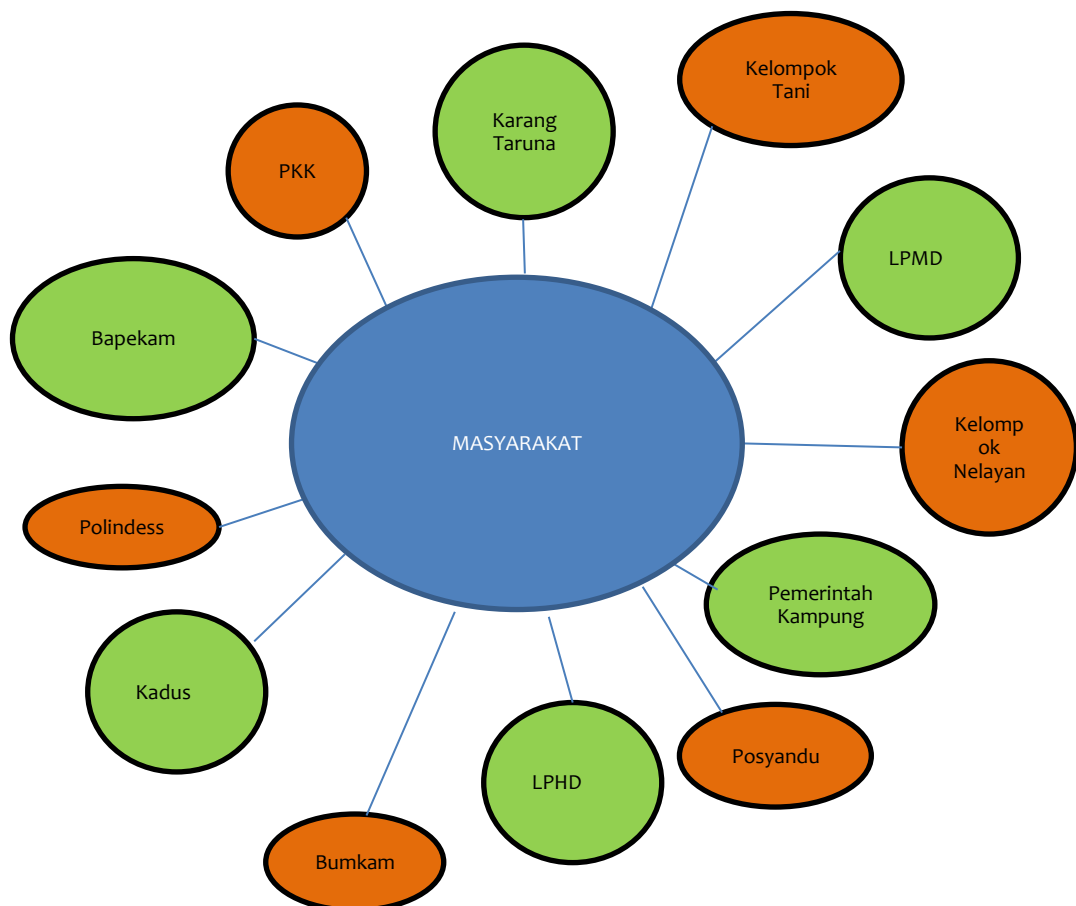 Kelompok
Tani
Karang
Taruna
PKK
LPMD
Bapekam
MASYARAKAT
Kelomp
ok
Nelayan
Polindess
Pemerintah
Kampung
Kadus
Posyandu
LPHD
Bumkam